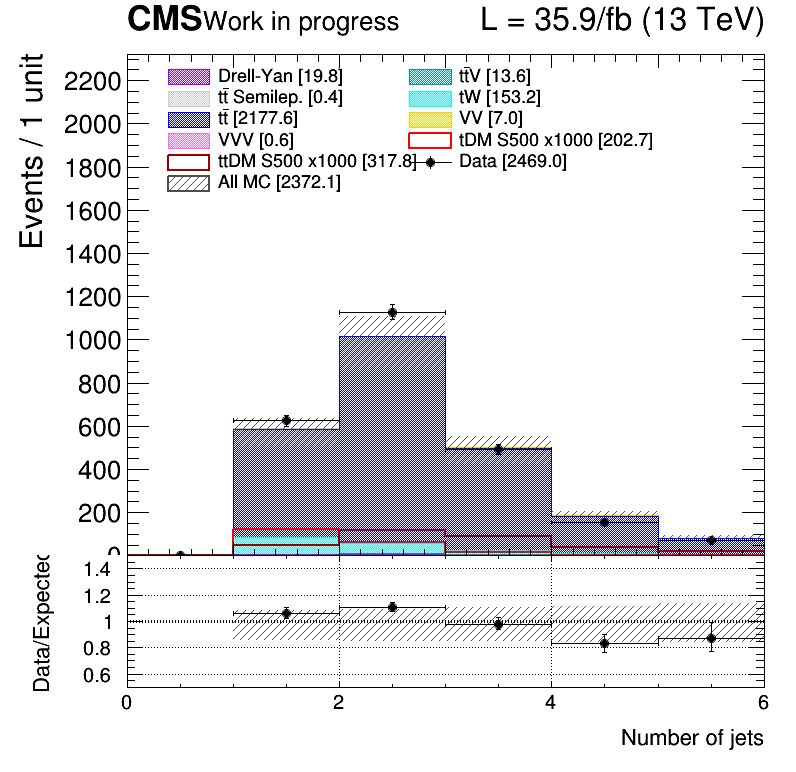 CMS Work in progress L = 35.9/fb (13 TeV)
Events / 1 unit
2200
2000
1800
1600
1400
1200
1000
800
600
400
200
0
Drell-Yan [19.8] tt̄V [13.6]
tt̄ Semilep. [0.4] tW [153.2]
tt̄ [2177.6] VV [7.0]
VVV [0.6] tDM S500 x1000 [202.7]
ttDM S500 x1000 [317.8] Data [2469.0]
All MC [2372.1]
Data/Expected
1.4
1.2
1
0.8
0.6
0 2 4 6
Number of jets